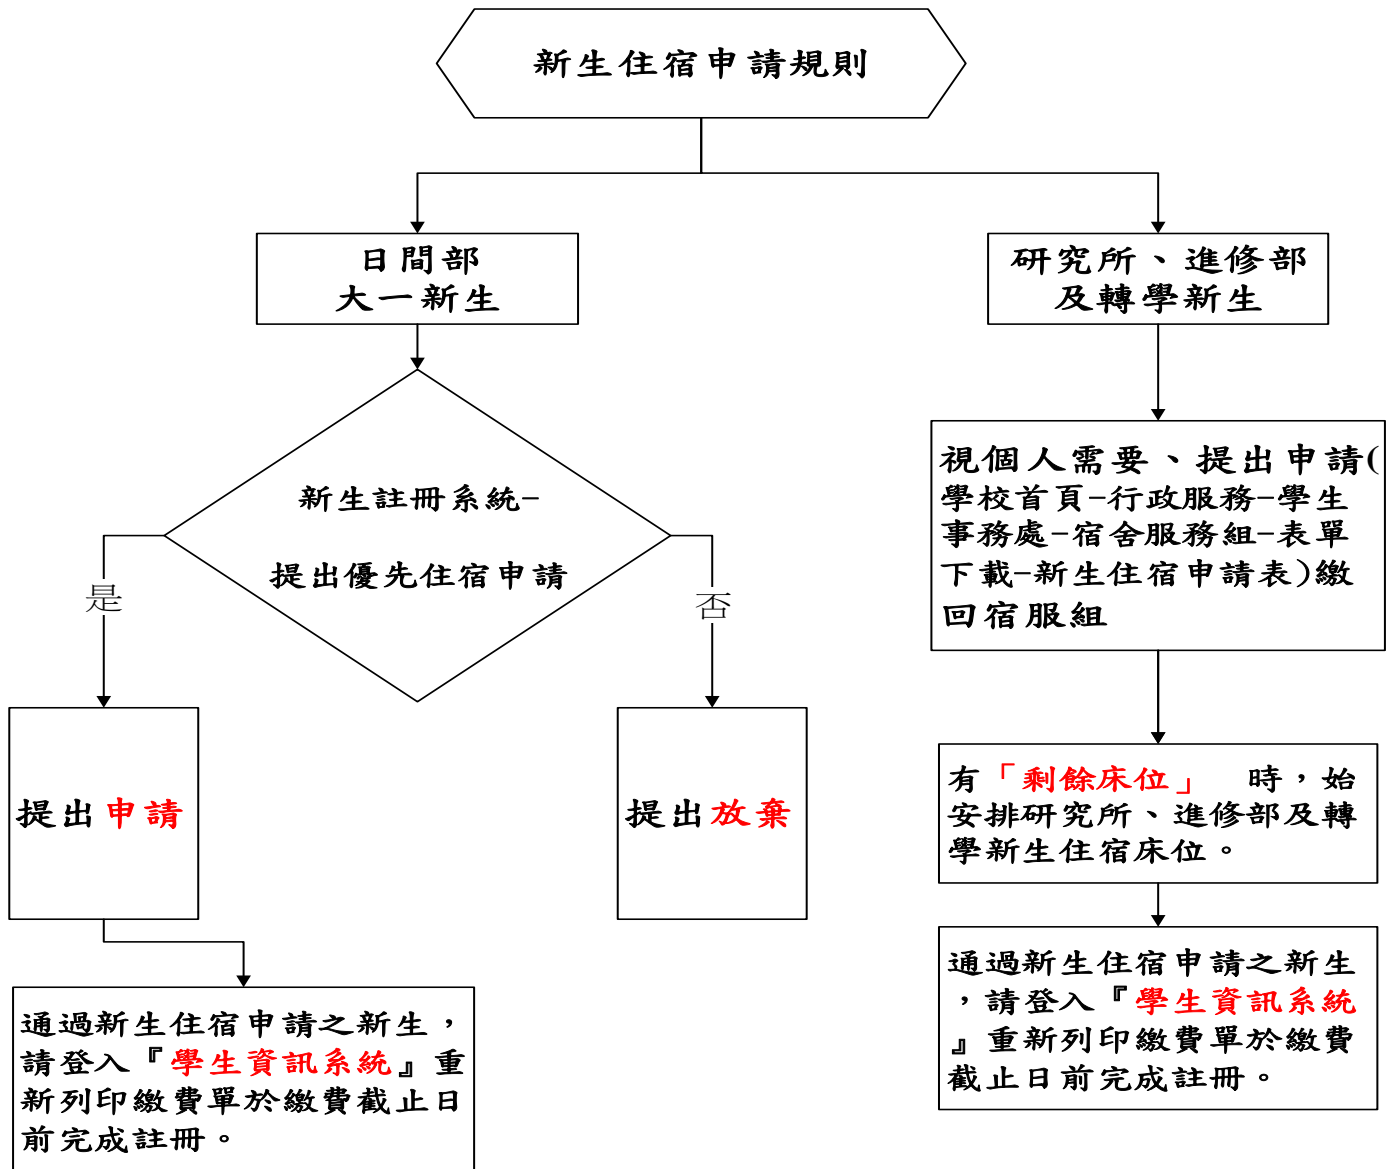 新生住宿申請規則
日間部
大一新生
研究所、進修部
及轉學新生
新生註冊系統-
提出優先住宿申請
是
否
提出申請
提出放棄
通過新生住宿申請之新生，
請登入『學生資訊系統』重
新列印繳費單於繳費截止日
前完成註冊。
視個人需要、提出申請(
學校首頁-行政服務-學生
事務處-宿舍服務組-表單
下載-新生住宿申請表)繳
回宿服組
有「剩餘床位」 時，始
安排研究所、進修部及轉
學新生住宿床位。
通過新生住宿申請之新生
，請登入『學生資訊系統
』重新列印繳費單於繳費
截止日前完成註冊。